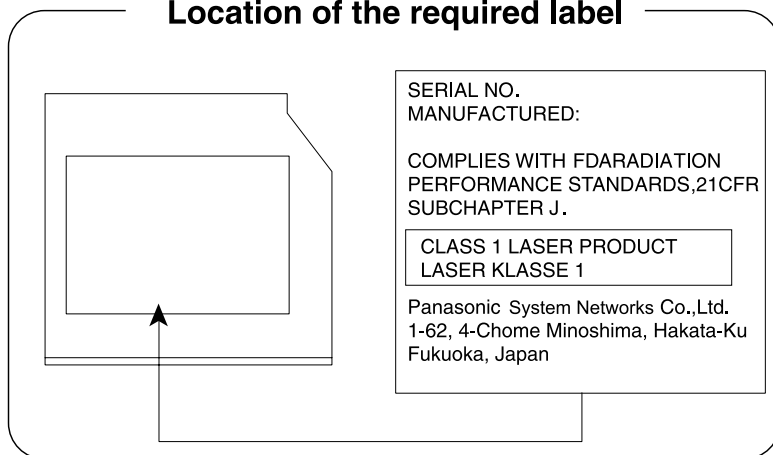 Location of the required label
SERIAL NO.
MANUFACTURED:
COMPLIES WITH FDARADIATION
PERFORMANCE STANDARDS,21CFR
SUBCHAPTER J.
CLASS 1 LASER PRODUCT
LASER KLASSE 1
Panasonic System Networks Co.,Ltd.
1-62, 4-Chome Minoshima, Hakata-Ku
Fukuoka, Japan